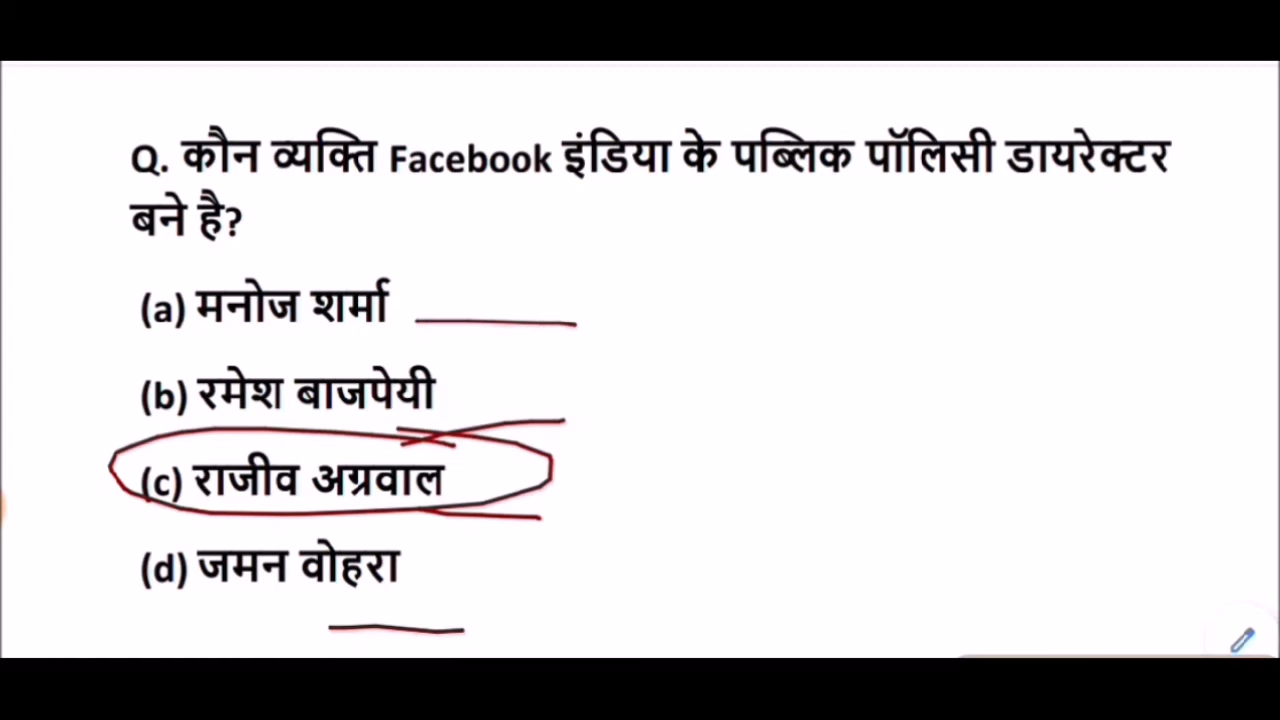 Q. कौन व्यक्ति Facebook इंडिया के पब्लिक पॉलिसी डायरेक्टर
बने है?
(a) मनोज शर्मा
(b) रमेश बाजपेयी
(c) राजीव अग्रवाल
(d) जमन वोहरा